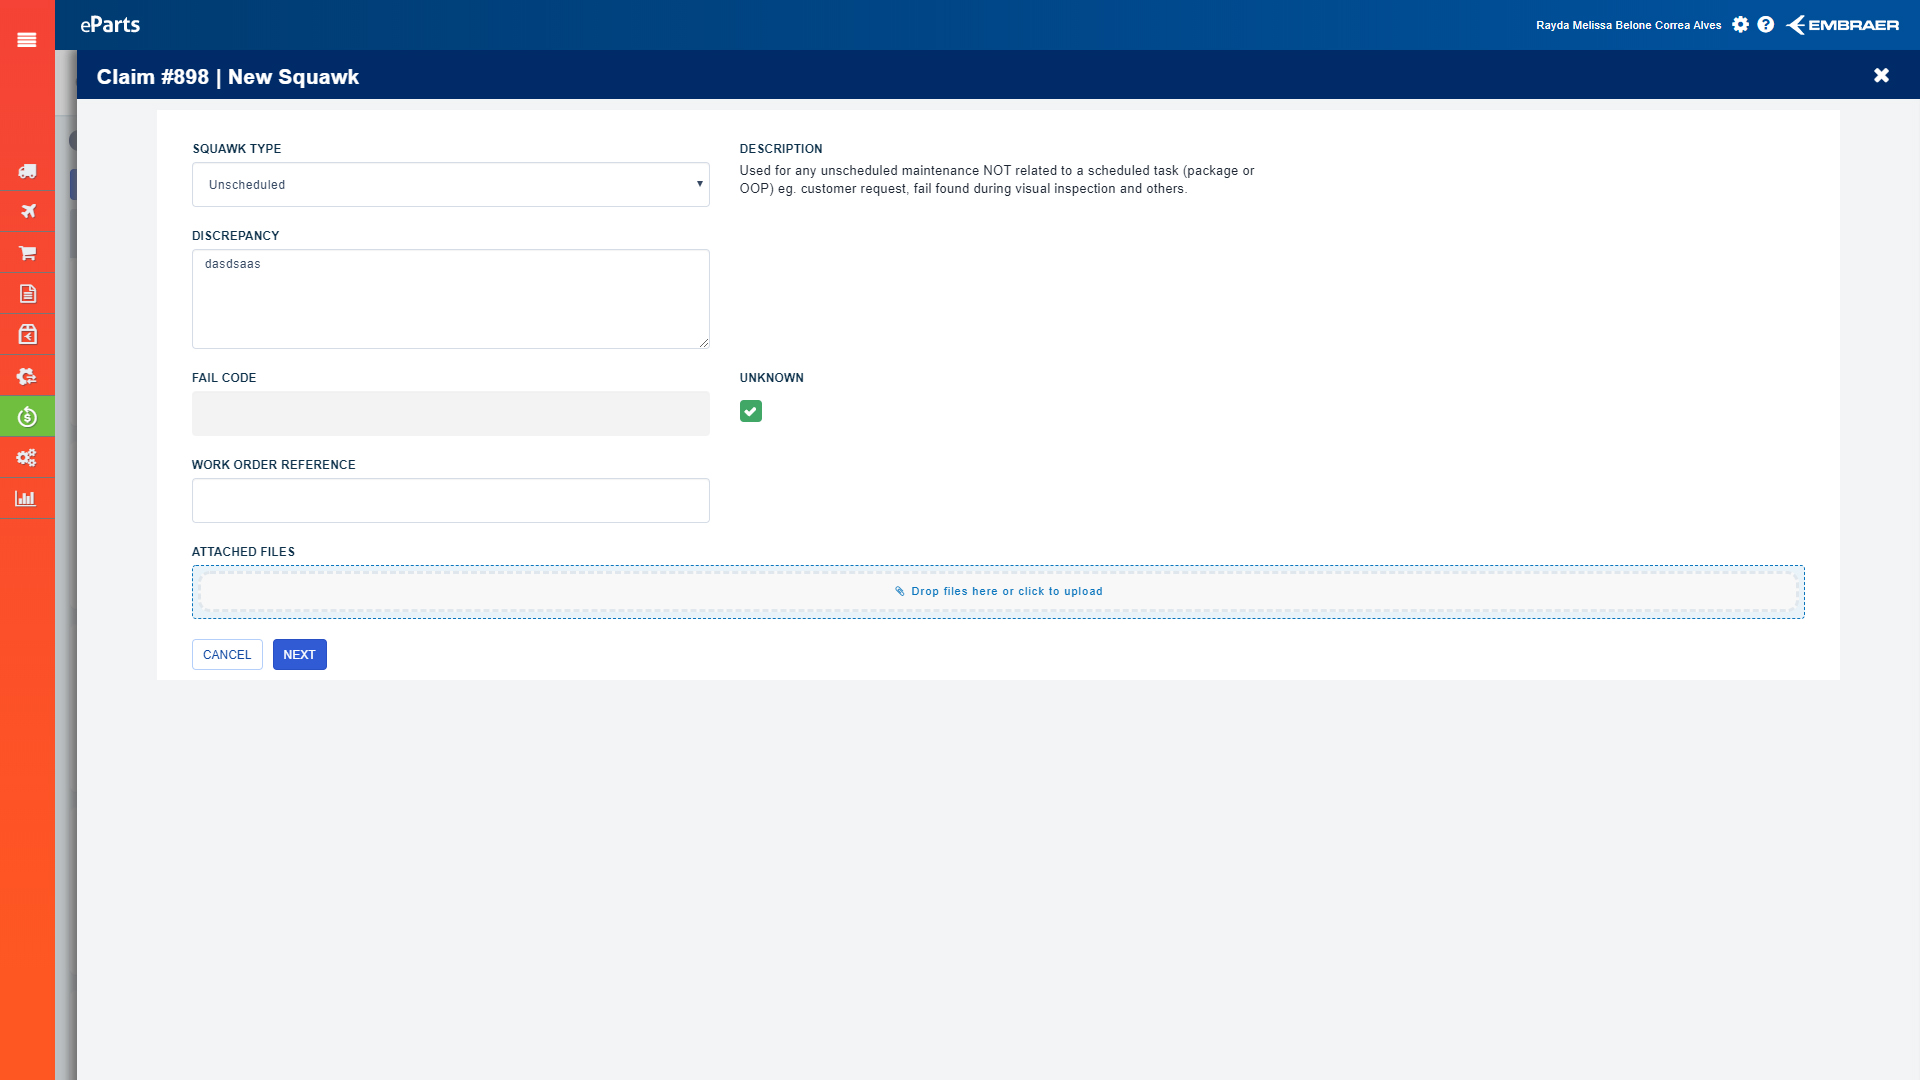 eParts
Rayda Melissa Belone Correa Alves
EMBRAER
Claim #898 | New Squawk
SQUAWK TYPE
Unscheduled
DESCRIPTION
Used for any unscheduled maintenance NOT related to a scheduled task (package or
OOP) eg. customer request, fail found during visual inspection and others.
DISCREPANCY
dasdsaas
FAIL CODE
UNKNOWN
WORK ORDER REFERENCE
ATTACHED FILES
Drop files here or click to upload
CANCEL
NEXT